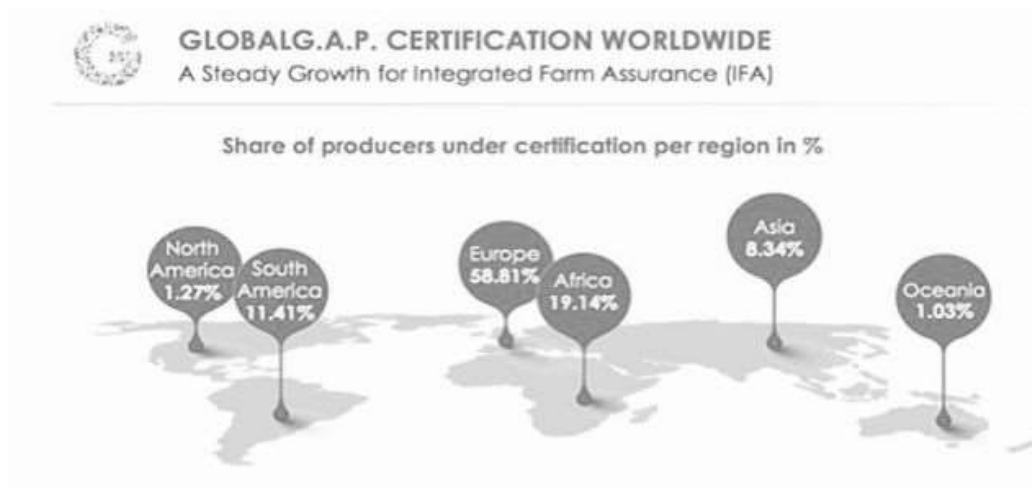 GLOBALG.A.P. CERTIFICATION WORLDWIDE
A Steady Growth for Integrated Farm Assurance (IFA)
Share of producers under certification per region in %
North
America
1.27%
South
America
11.41%
Europe
58.81%
Africa
19.14%
Asia
8.34%
Oceania
1.03%